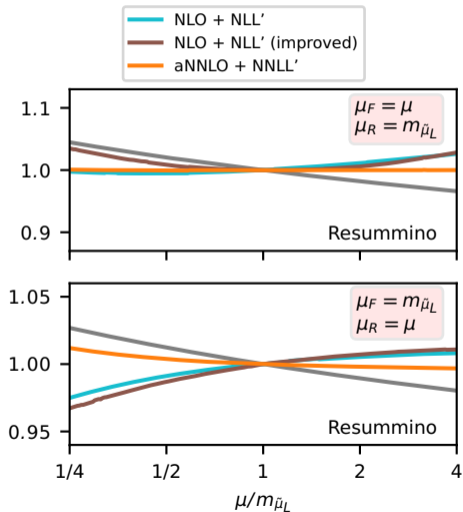 NLO + NLL’
NLO + NLL’ (improved)
aNNLO + NNLL’
1.1
1.0
0.9
μ_F = μ
μ_R = m_{μ̃_L}
Resummino
1.05
1.00
0.95
μ_F = m_{μ̃_L}
μ_R = μ
Resummino
1/4 1/2 1 2 4
μ/m_{μ̃_L}